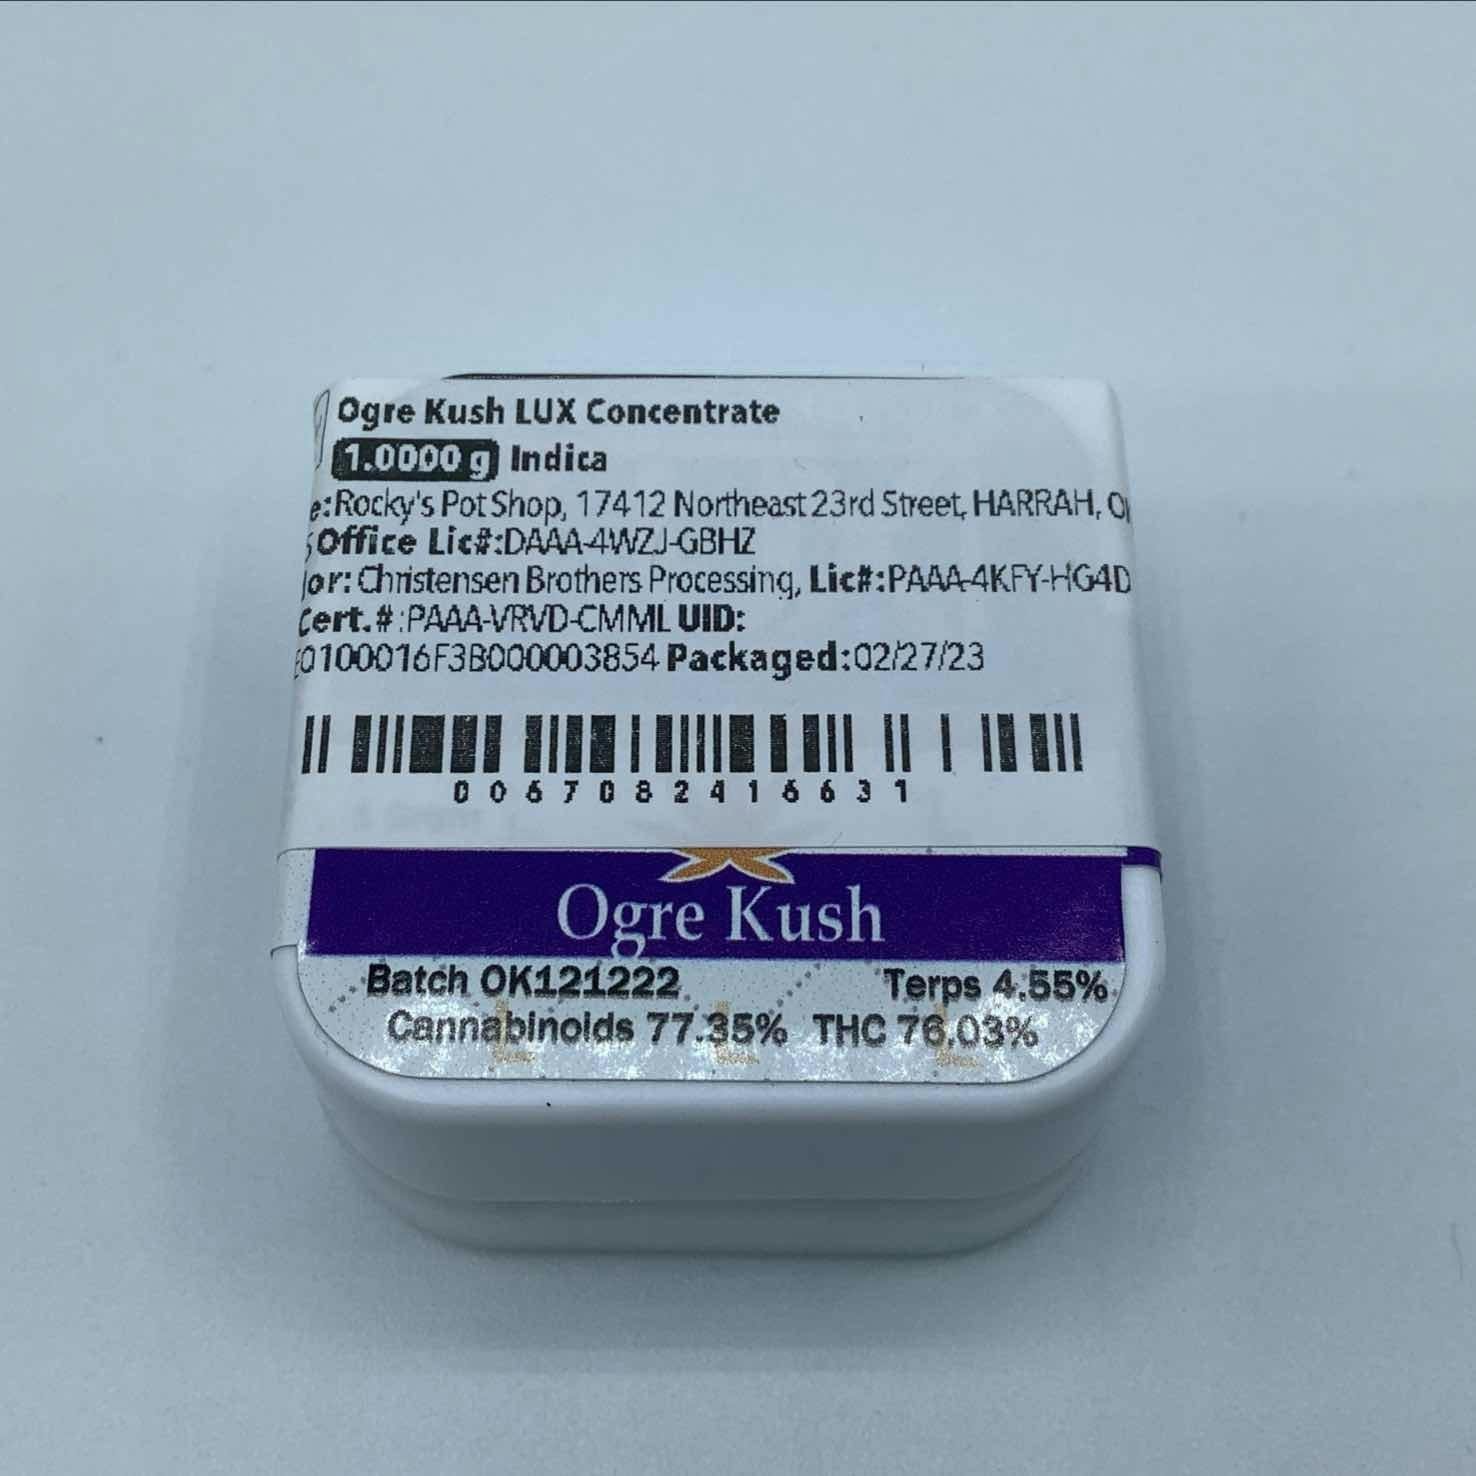 Ogre Kush LUX Concentrate
1.0000 g Indica
e:Rocky's Pot Shop, 17412 Northeast 23rd Street, HARRAH,
Office Lic#:DAAA-4WZJ-GBHZ
or: Christensen Brothers Processing, Lic#:PAAA-4KFY-HG4D
Cert.#:PAAA-VRVD-CMML UID:
E0100016F3B000003854 Packaged:02/27/23
0067082416631
Ogre Kush
Batch OK121222 Terps 4.55%
Cannabinoids 77.35% THC 76.03%
L L L